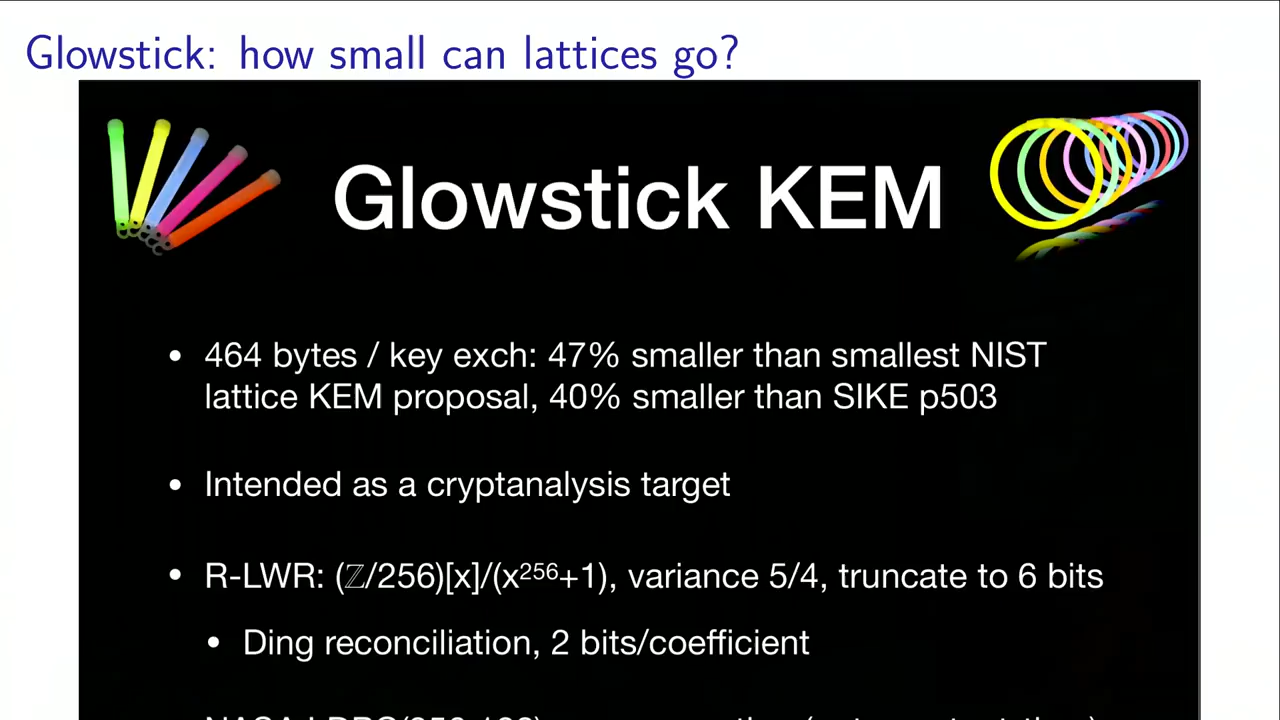 Glowstick: how small can lattices go?
Glowstick KEM
• 464 bytes / key exch: 47% smaller than smallest NIST
lattice KEM proposal, 40% smaller than SIKE p503
• Intended as a cryptanalysis target
• R-LWR: (ℤ/256)[x]/(x²⁵⁶+1), variance 5/4, truncate to 6 bits
• Ding reconciliation, 2 bits/coefficient